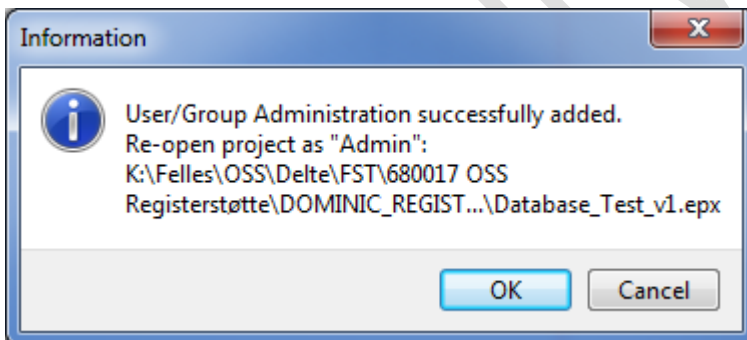 Information
User/Group Administration successfully added.
Re-open project as "Admin":
K:\Felles\OSS\Delte\FST\680017 OSS
Registerstøtte\DOMINIC_REGIST...\Database_Test_v1.epx
OK
Cancel